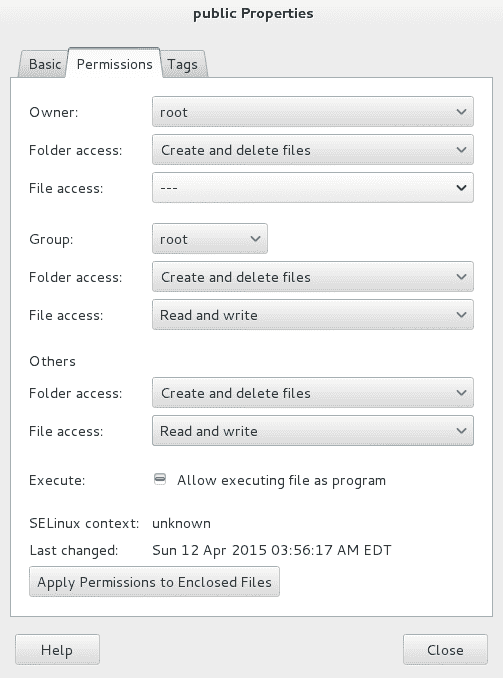 public Properties
Basic Permissions Tags
Owner: root
Folder access: Create and delete files
File access: ---
Group: root
Folder access: Create and delete files
File access: Read and write
Others
Folder access: Create and delete files
File access: Read and write
Execute: Allow executing file as program
SELinux context: unknown
Last changed: Sun 12 Apr 2015 03:56:17 AM EDT
Apply Permissions to Enclosed Files
Help Close